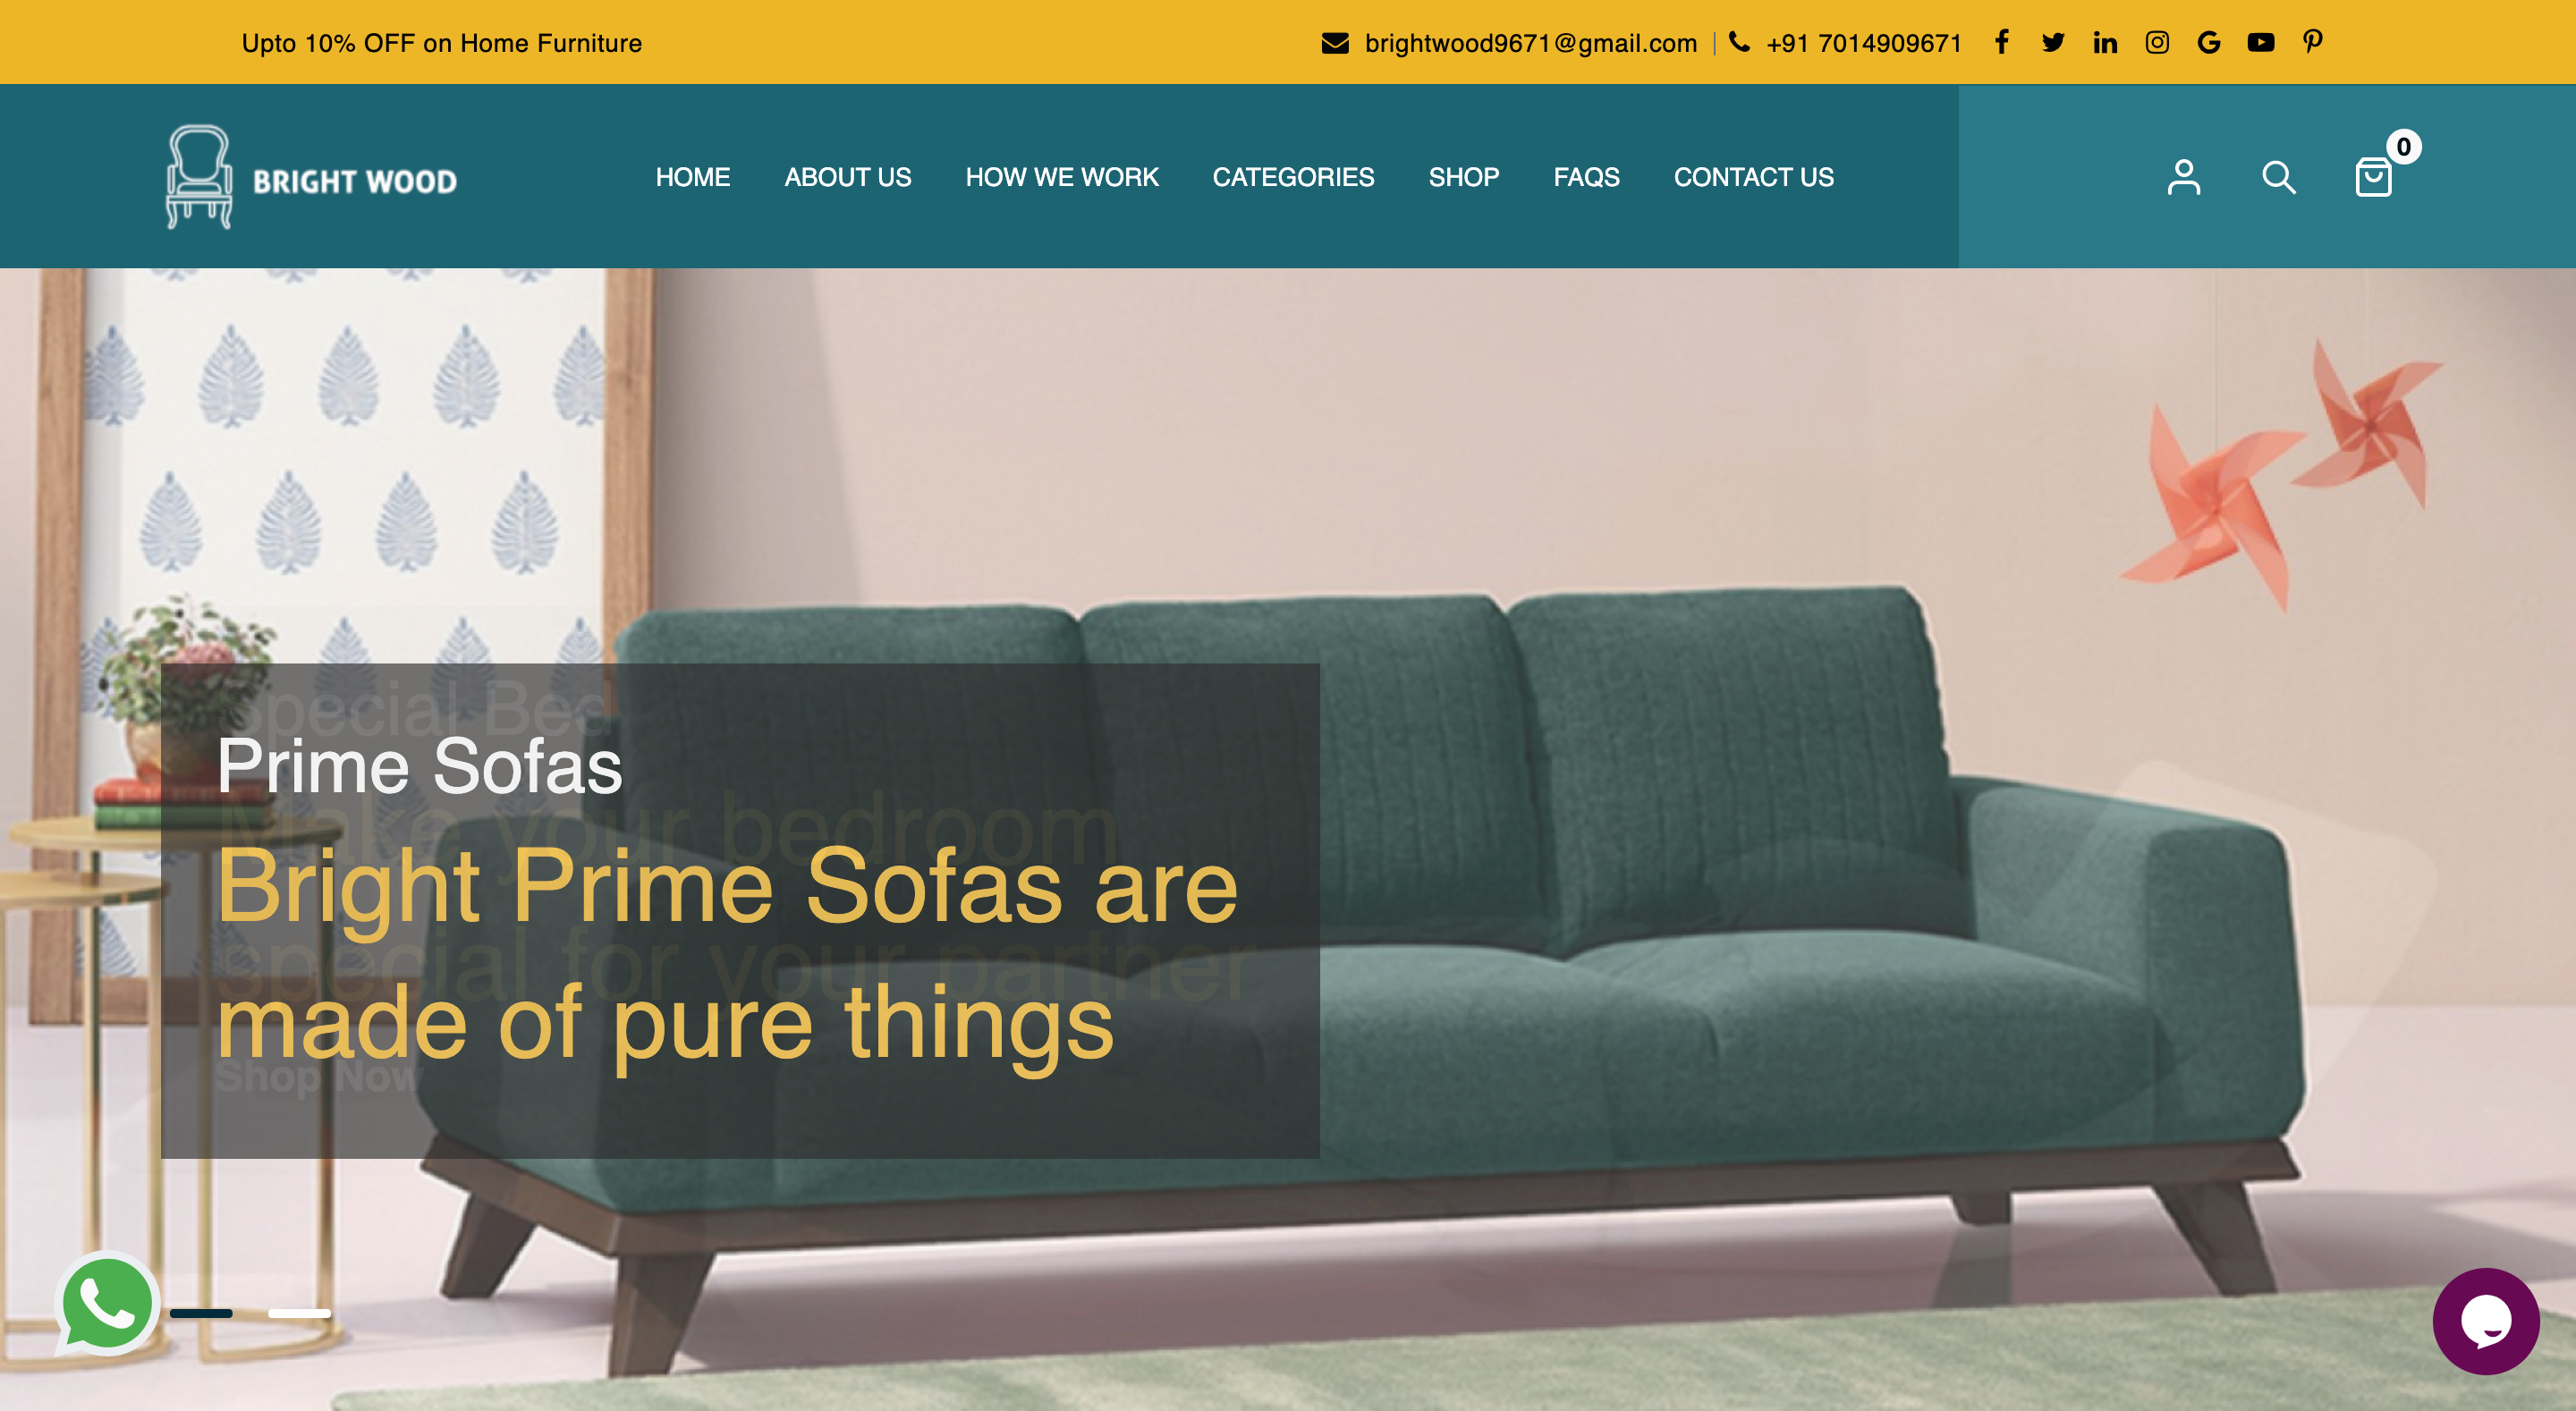 Upto 10% OFF on Home Furniture
brightwood9671@gmail.com | +91 7014909671
BRIGHT WOOD
HOME ABOUT US HOW WE WORK CATEGORIES SHOP FAQS CONTACT US
0
Special Bed
Prime Sofas
Make your bedroom
Bright Prime Sofas are
special for your partner
made of pure things
Shop Now